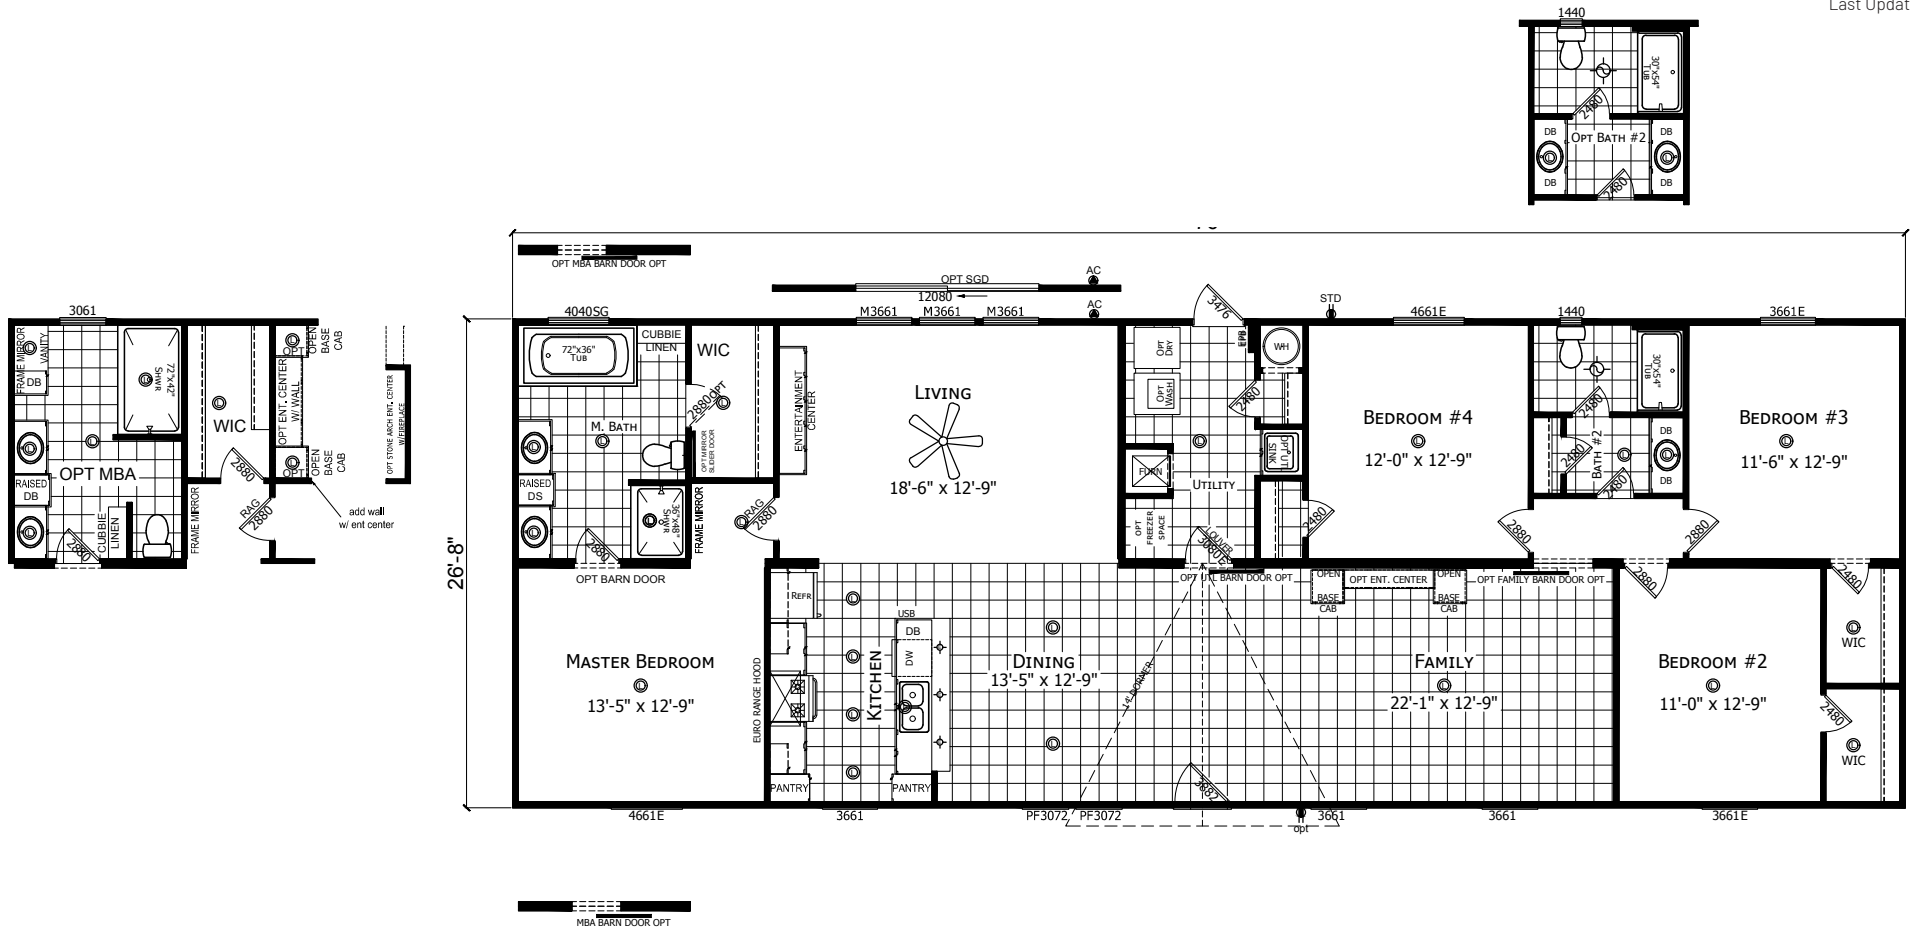 Last Updat
1440
30"x54"
TUB
2480
DB
OPT BATH #2
DB
DB
DB
2480
OPT MBA BARN DOOR OPT
OPT SGD
12080
AC
AC
3476
STD
3061
FRAME MIRROR
VANITY
DB
72"x42"
SHWR
WIC
OPT
OPEN
BASE
CAB
OPT ENT. CENTER
W/ WALL
OPT
OPEN
BASE
CAB
OPT STONE ARCH ENT. CENTER
W/FIREPLACE
2880
OPT MBA
RAISED
DB
CUBBIE
LINEN
2880
FRAME MIRROR
RAG
2880
add wall
w/ ent center
26'-8"
4040SG
72"x36"
TUB
CUBBIE
LINEN
WIC
2880 OPT
OPT MIRROR
SLIDER DOOR
M. BATH
RAISED
DS
36"x48"
SHWR
FRAME MIRROR
RAG
2880
2880
OPT BARN DOOR
M3661
M3661
M3661
ENTERTAINMENT
CENTER
LIVING
18'-6" x 12'-9"
OPT
DRY
OPT
WASH
EPB
WH
2480
OPT UTL
SINK
FURN
UTILITY
OPT
FREEZER
SPACE
LOUVER
3080
2480
4661E
BEDROOM #4
12'-0" x 12'-9"
1440
30"x54"
TUB
2480
BATH #2
2480
DB
DB
2480
2880
2880
3661E
BEDROOM #3
11'-6" x 12'-9"
OPT UTL BARN DOOR OPT
OPEN
BASE
CAB
OPT ENT. CENTER
OPEN
BASE
CAB
OPT FAMILY BARN DOOR OPT
2880
2480
WIC
MASTER BEDROOM
13'-5" x 12'-9"
EURO RANGE HOOD
REFR
PANTRY
KITCHEN
USB
DB
DW
PANTRY
DINING
13'-5" x 12'-9"
14' DORMER
FAMILY
22'-1" x 12'-9"
BEDROOM #2
11'-0" x 12'-9"
2480
WIC
3682
4661E
3661
PF3072
PF3072
opt
3661
3661
3661E
MBA BARN DOOR OPT